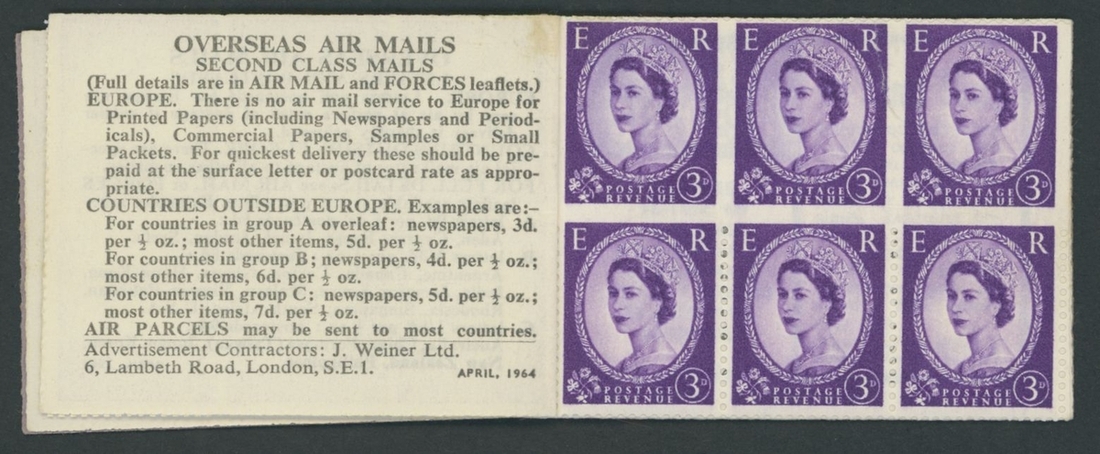 OVERSEAS AIR MAILS
SECOND CLASS MAILS
(Full details are in AIR MAIL and FORCES leaflets.)
EUROPE. There is no air mail service to Europe for
Printed Papers (including Newspapers and Period-
icals), Commercial Papers, Samples or Small
Packets. For quickest delivery these should be pre-
paid at the surface letter or postcard rate as appro-
priate.
COUNTRIES OUTSIDE EUROPE. Examples are:–
For countries in group A overleaf: newspapers, 3d.
per ½ oz.; most other items, 5d. per ½ oz.
For countries in group B; newspapers, 4d. per ½ oz.;
most other items, 6d. per ½ oz.
For countries in group C: newspapers, 5d. per ½ oz.;
most other items, 7d. per ½ oz.
AIR PARCELS may be sent to most countries.
Advertisement Contractors: J. Weiner Ltd.
6, Lambeth Road, London, S.E.1. APRIL, 1964
E R E R E R
POSTAGE 3D POSTAGE 3D POSTAGE 3D
REVENUE REVENUE REVENUE
E R E R E R
POSTAGE 3D POSTAGE 3D POSTAGE 3D
REVENUE REVENUE REVENUE